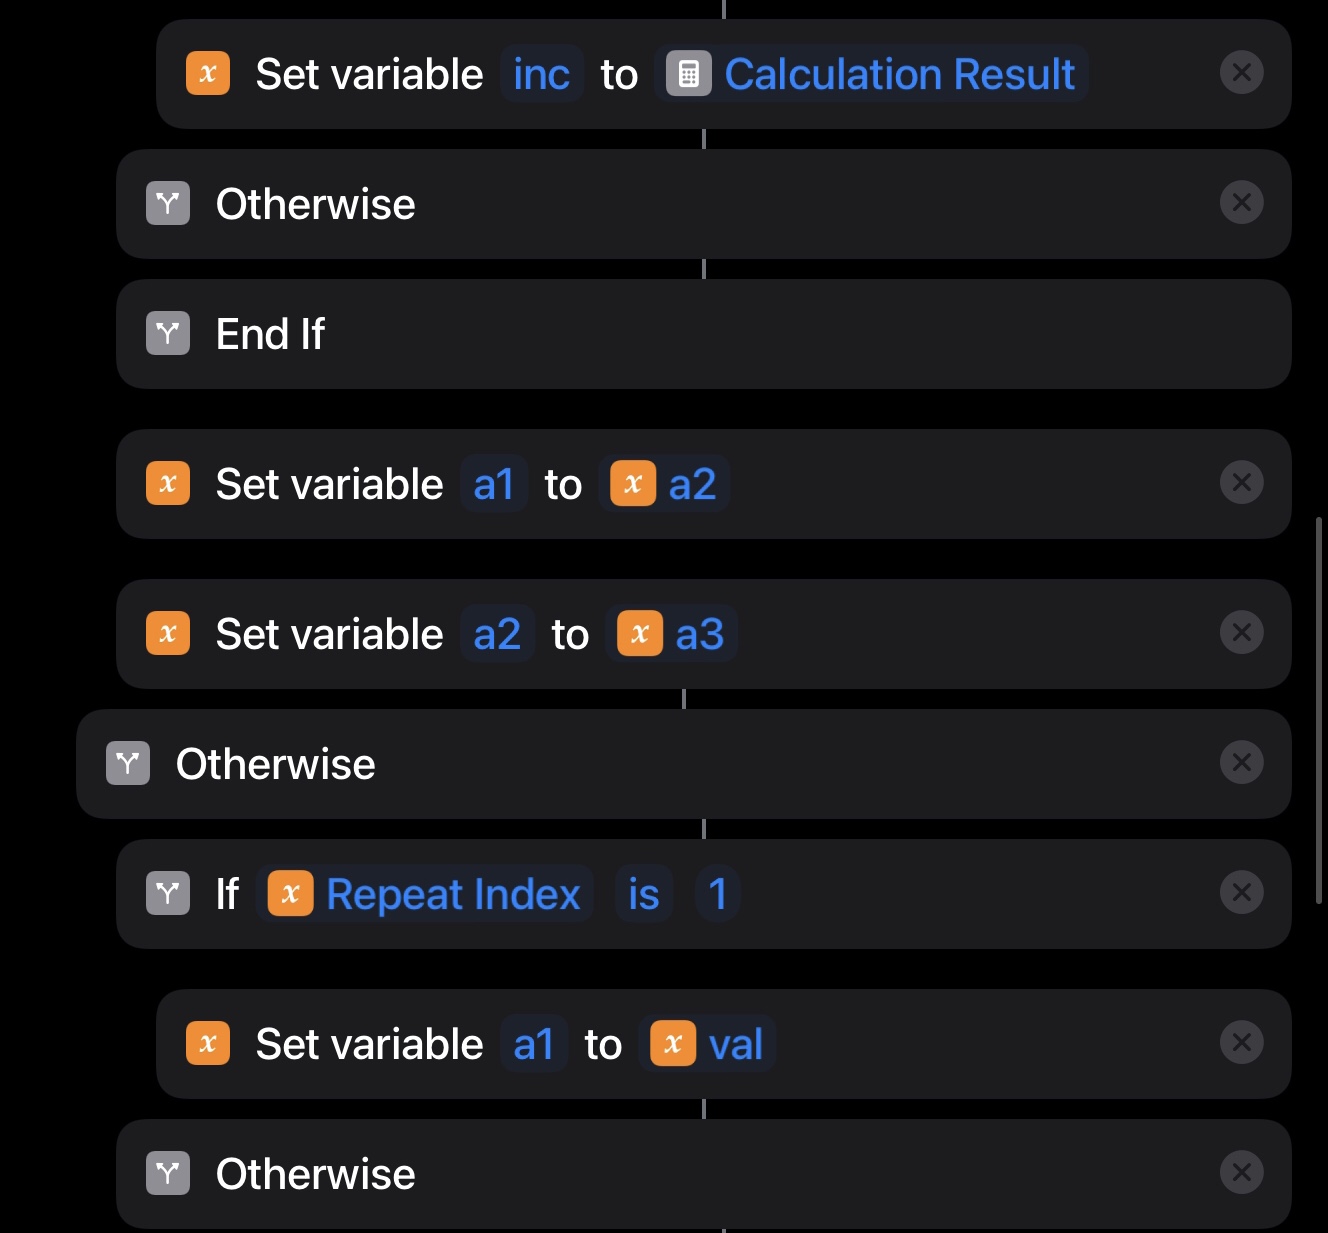 x Set variable inc to Calculation Result
Otherwise
End If
x Set variable a1 to x a2
x Set variable a2 to x a3
Otherwise
If x Repeat Index is 1
x Set variable a1 to x val
Otherwise